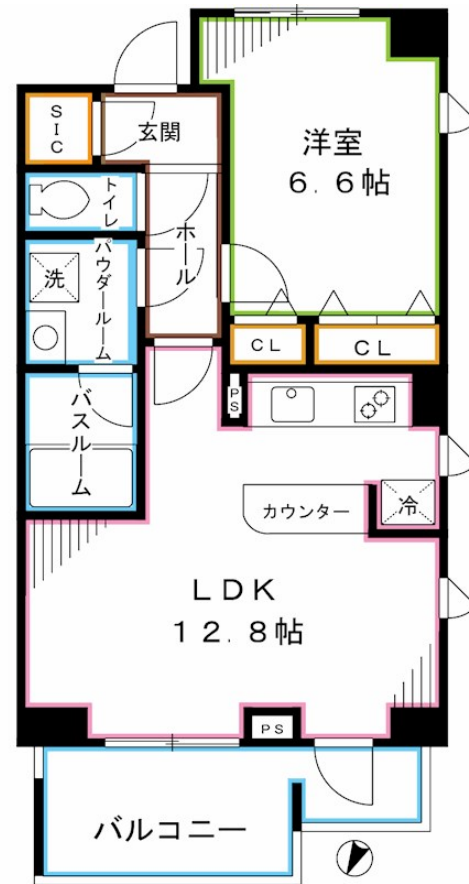 SIC
玄関
洋室
6.6帖
トイレ
ホール
パウダールーム
洗
CL
CL
PS
バスルーム
カウンター
冷
LDK
12.8帖
PS
バルコニー